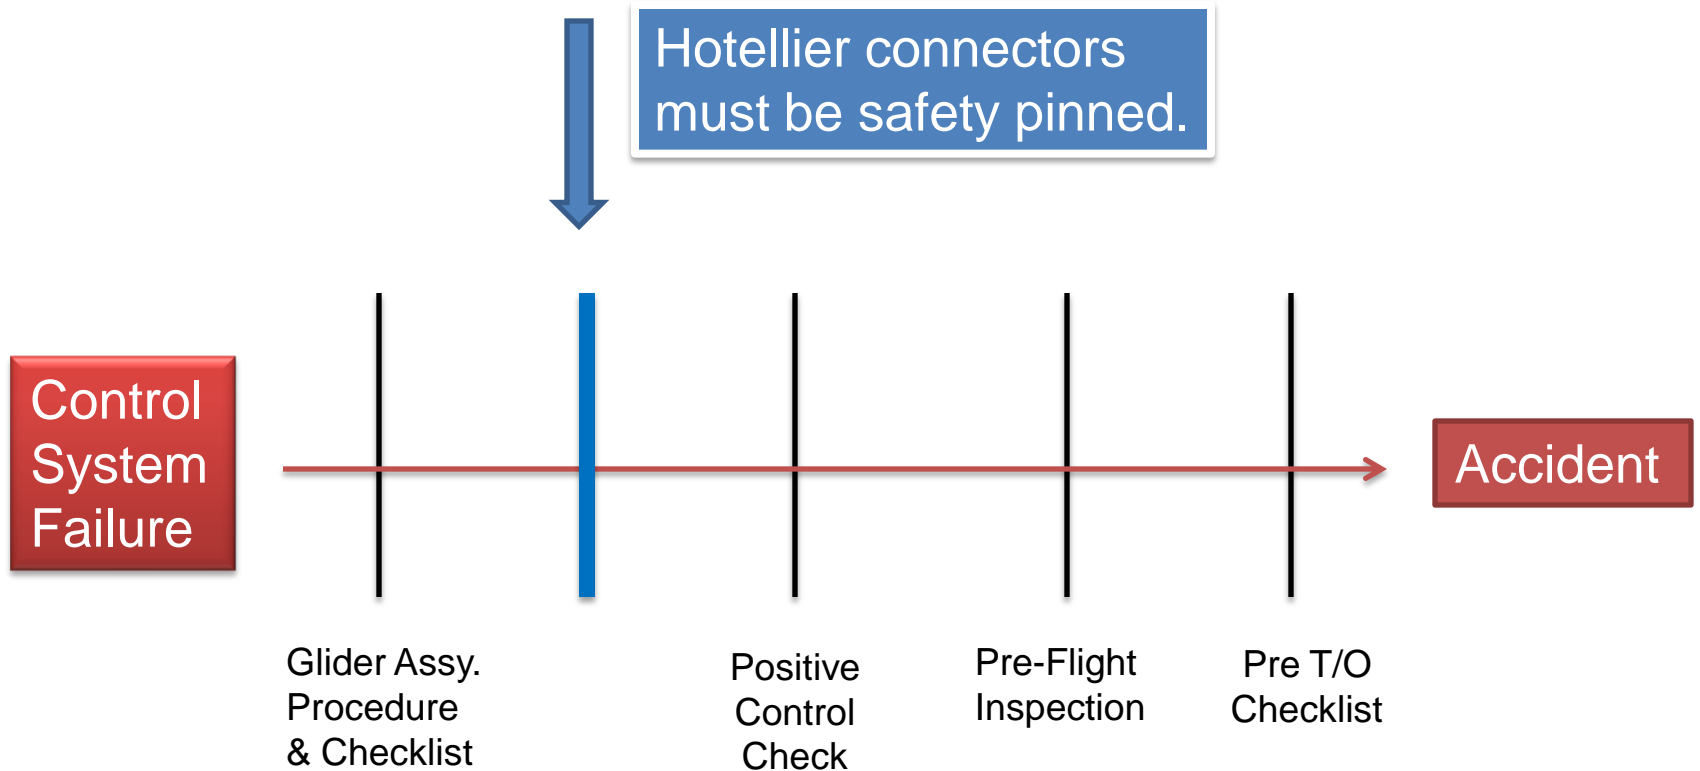 Hotellier connectors
must be safety pinned.
Control
System
Failure
Accident
Glider Assy.
Procedure
& Checklist
Positive
Control
Check
Pre-Flight
Inspection
Pre T/O
Checklist